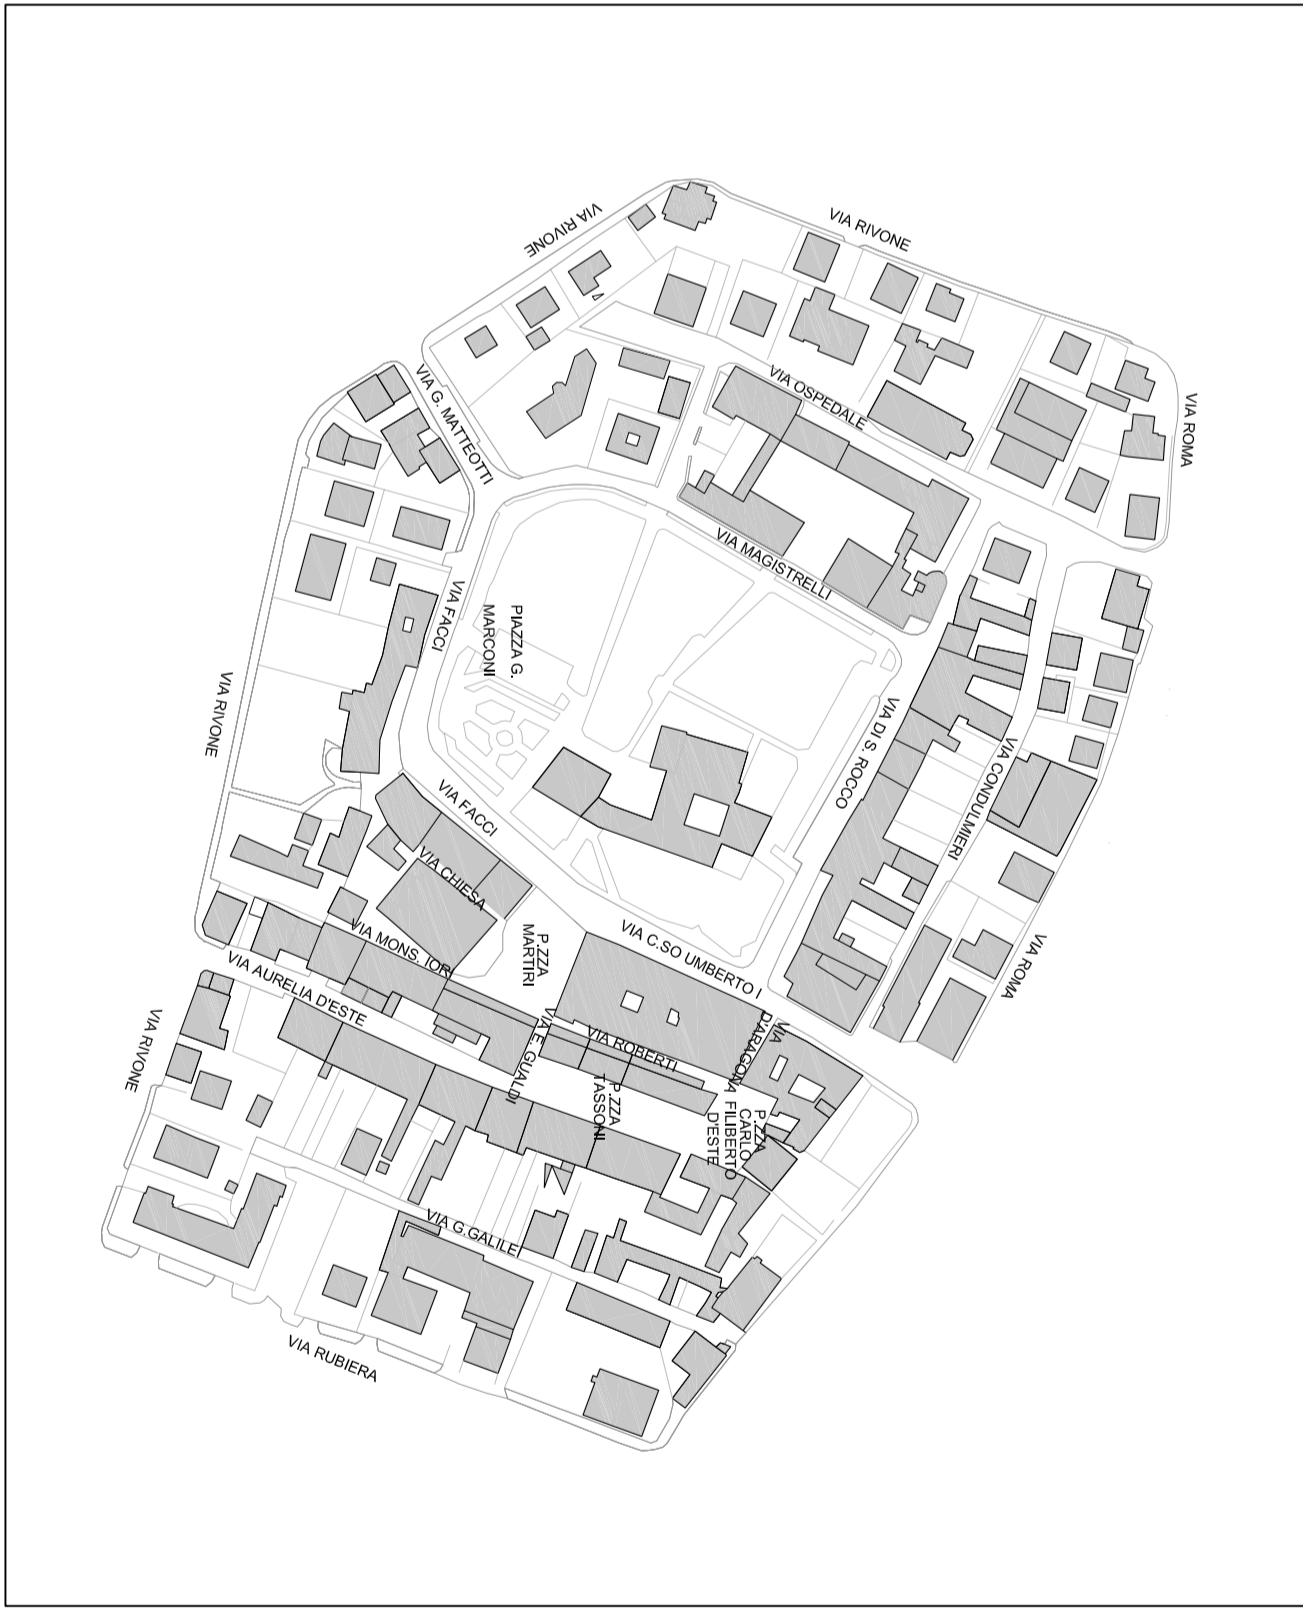 VIA RIVONE
VIA RIVONE
VIA G. MATTEOTTI
VIA OSPEDALE
VIA ROMA
VIA MAGISTRELLI
VIA FACCI
PIAZZA G.
MARCONI
VIA RIVONE
VIA DI S. ROCCO
VIA CONDULMIERI
VIA FACCI
VIA CHIESA
VIA MONS. IORI
P.ZZA
MARTIRI
VIA C.SO UMBERTO I
VIA ROMA
VIA AURELIA D'ESTE
VIA RIVONE
VIA E. GUALDI
VIA ROBERTI
VIA
D'ARAGONA
P.ZZA
TASSONI
P.ZZA
CARLO
FILIBERTO
D'ESTE
VIA G.GALILE
VIA RUBIERA